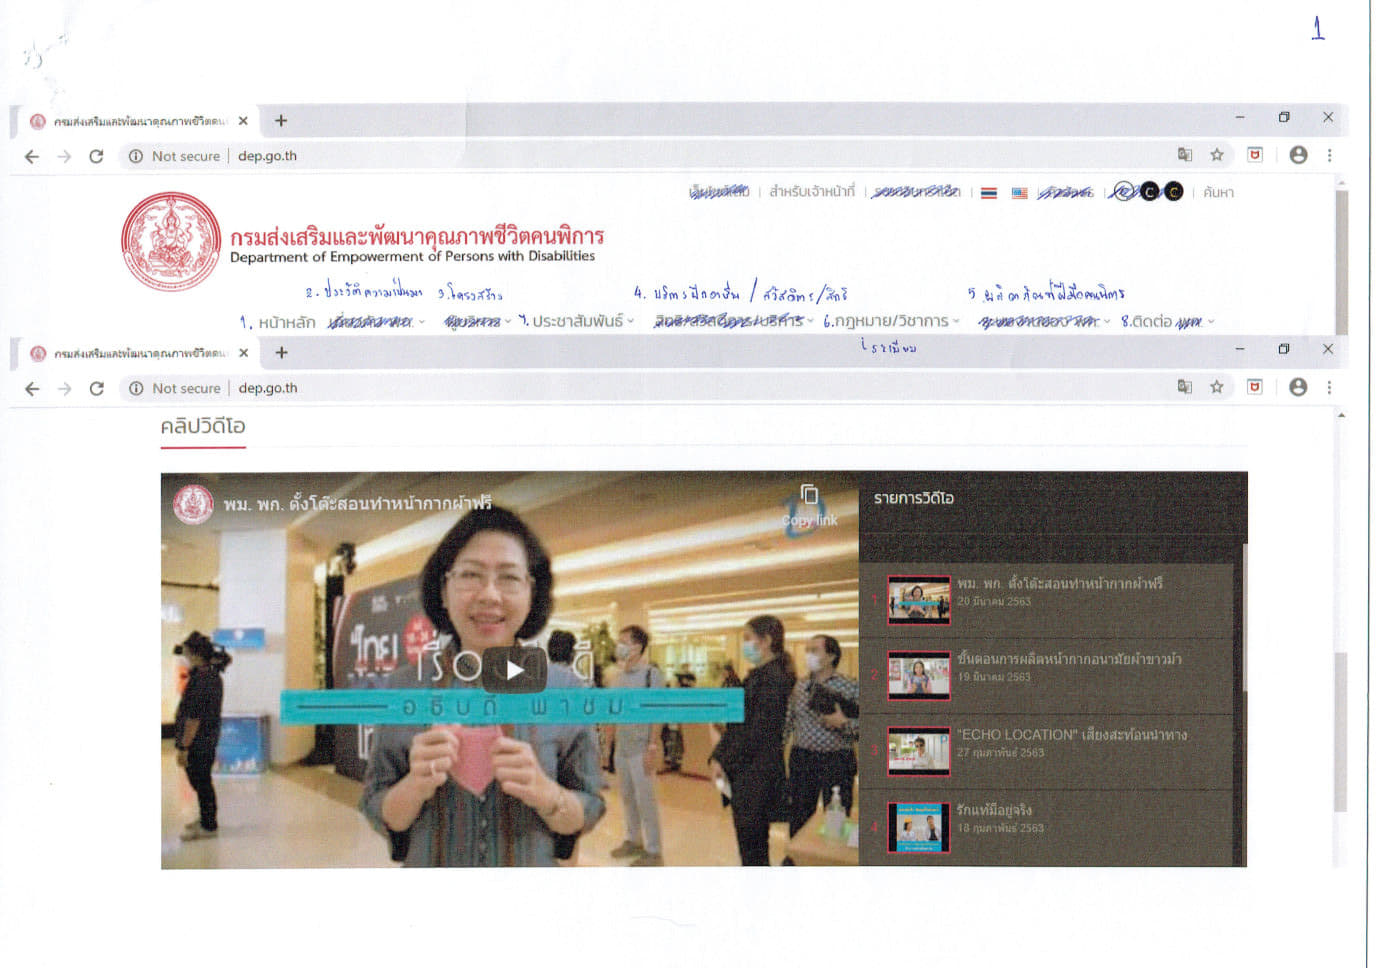 1
กรมส่งเสริมและพัฒนาคุณภาพชีวิตคน
Not secure | dep.go.th
| สำหรับเจ้าหน้าที่ | | | | ค้นหา
กรมส่งเสริมและพัฒนาคุณภาพชีวิตคนพิการ
Department of Empowerment of Persons with Disabilities
2. ประวัติความเป็นมา 3. โครงสร้าง 4. บริการฝึกอาชีพ / สวัสดิการ/สิทธิ 5. ผลิตภัณฑ์ฝีมือคนพิการ
1. หน้าหลัก 7. ประชาสัมพันธ์ 6. กฎหมาย/วิชาการ 8. ติดต่อ
ระเบียบ
กรมส่งเสริมและพัฒนาคุณภาพชีวิตคน
Not secure | dep.go.th
คลิปวิดีโอ
พม. พก. ตั้งโต๊ะสอนทำหน้ากากผ้าฟรี
Copy link
ไทย
เรื่อง ดี
อธิบดี พาชม
รายการวิดีโอ
1 พม. พก. ตั้งโต๊ะสอนทำหน้ากากผ้าฟรี
20 มีนาคม 2563
2 ขั้นตอนการผลิตหน้ากากอนามัยผ้าขาวม้า
19 มีนาคม 2563
3 "ECHO LOCATION" เสียงสะท้อนนำทาง
27 กุมภาพันธ์ 2563
4 รักแท้มีอยู่จริง
18 กุมภาพันธ์ 2563